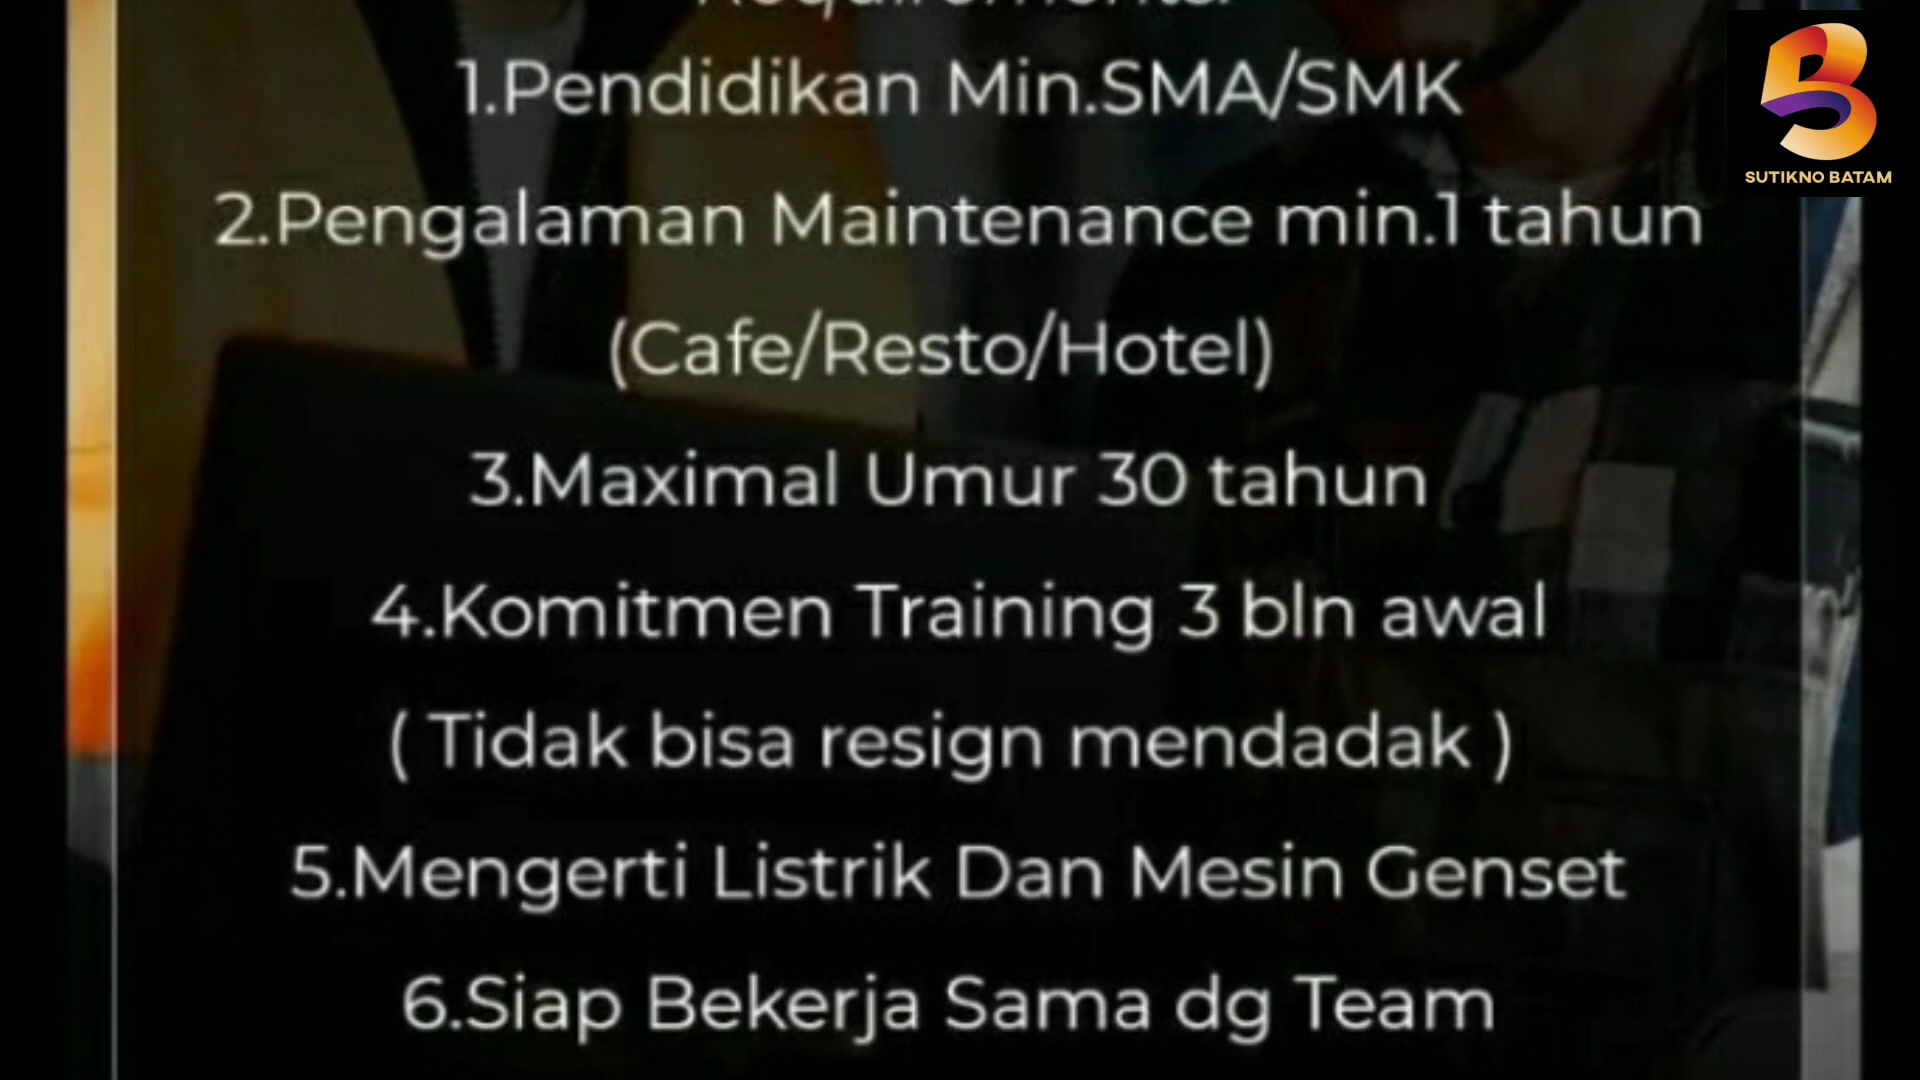 Requirements:
1.Pendidikan Min.SMA/SMK
2.Pengalaman Maintenance min.1 tahun
(Cafe/Resto/Hotel)
3.Maximal Umur 30 tahun
4.Komitmen Training 3 bln awal
( Tidak bisa resign mendadak )
5.Mengerti Listrik Dan Mesin Genset
6.Siap Bekerja Sama dg Team
SUTIKNO BATAM